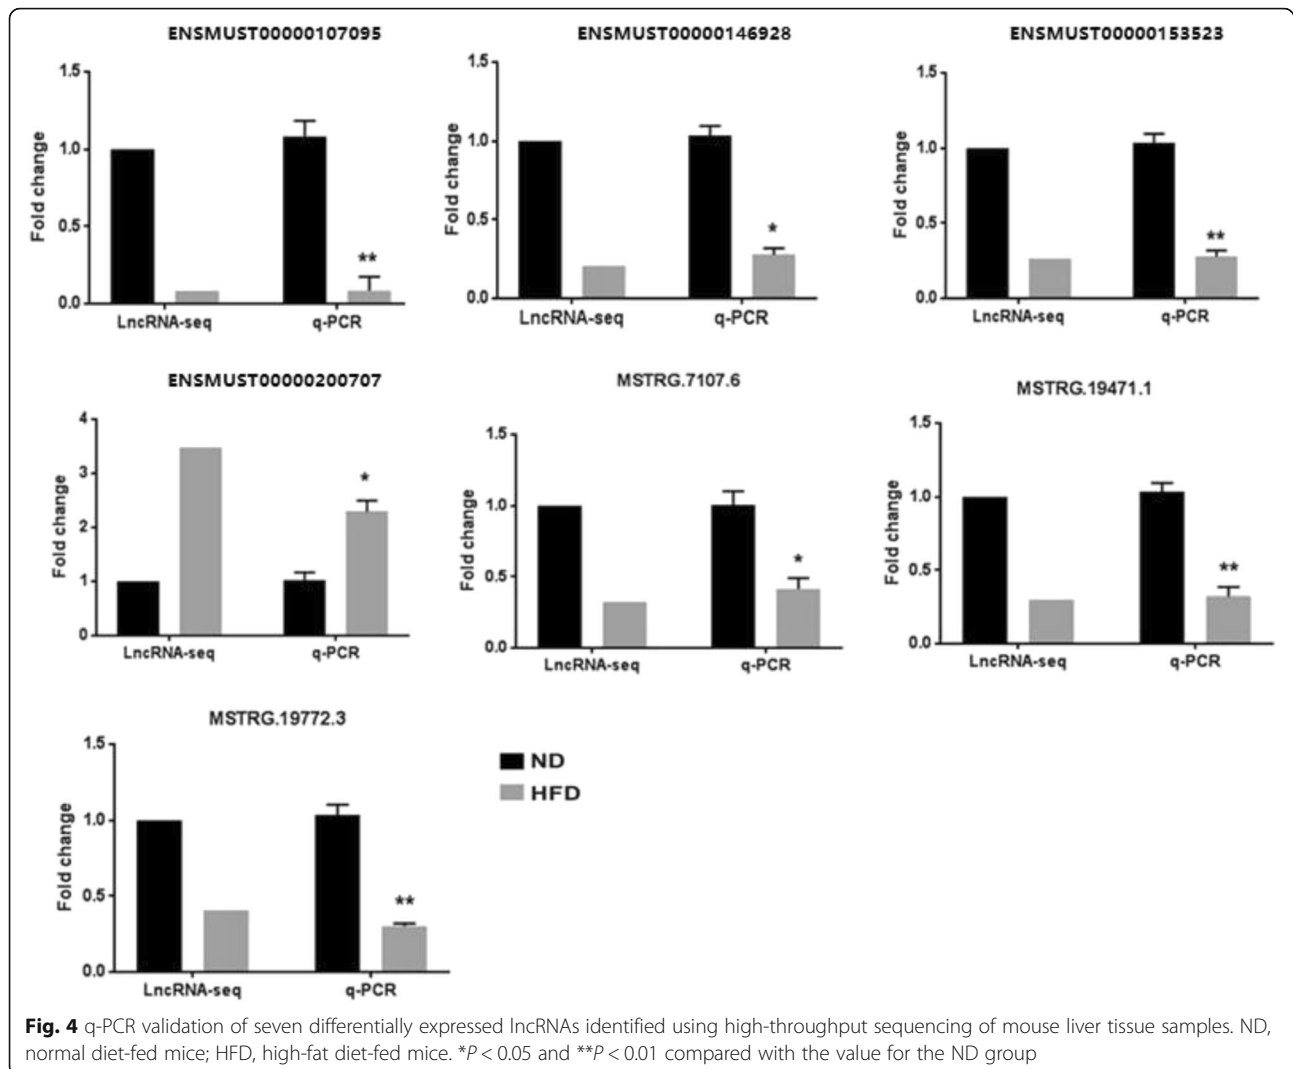 ENSMUST00000107095
1.5
1.0
0.5
0.0
Fold change
LncRNA-seq
q-PCR
**
ENSMUST00000146928
1.5
1.0
0.5
0.0
Fold change
LncRNA-seq
q-PCR
*
ENSMUST00000153523
1.5
1.0
0.5
0.0
Fold change
LncRNA-seq
q-PCR
**
ENSMUST00000200707
4
3
2
1
0
Fold change
LncRNA-seq
q-PCR
*
MSTRG.7107.6
1.5
1.0
0.5
0.0
Fold change
LncRNA-seq
q-PCR
*
MSTRG.19471.1
1.5
1.0
0.5
0.0
Fold change
LncRNA-seq
q-PCR
**
MSTRG.19772.3
1.5
1.0
0.5
0.0
Fold change
LncRNA-seq
q-PCR
**
ND
HFD
Fig. 4 q-PCR validation of seven differentially expressed lncRNAs identified using high-throughput sequencing of mouse liver tissue samples. ND,
normal diet-fed mice; HFD, high-fat diet-fed mice. *P < 0.05 and **P < 0.01 compared with the value for the ND group